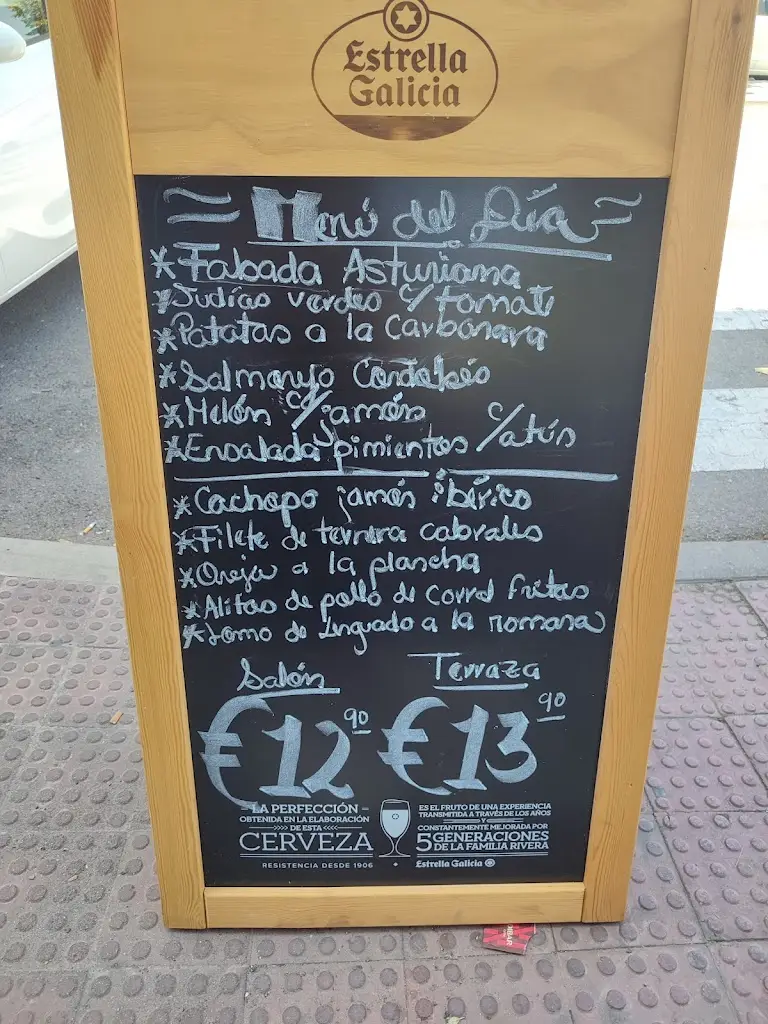 Estrella
Galicia
Menú del Día
* Fabada Asturiana
* Judías verdes c/ tomate
* Patatas a la Carbonara
* Salmorejo Cordobés
* Melón c/ jamón
* Ensalada pimientos c/atún
* Cachopo jamón ibérico
* Filete de ternera cabrales
* Oreja a la plancha
* Alitas de pollo de corral fritas
* Lomo de Lenguado a la romana
Salón Terraza
€12,90 €13,90
LA PERFECCIÓN
OBTENIDA EN LA ELABORACIÓN
DE ESTA
CERVEZA
RESISTENCIA DESDE 1906
ES EL FRUTO DE UNA EXPERIENCIA
TRANSMITIDA A TRAVÉS DE LOS AÑOS
Y
CONSTANTEMENTE MEJORADA POR
5 GENERACIONES
DE LA FAMILIA RIVERA
Estrella Galicia